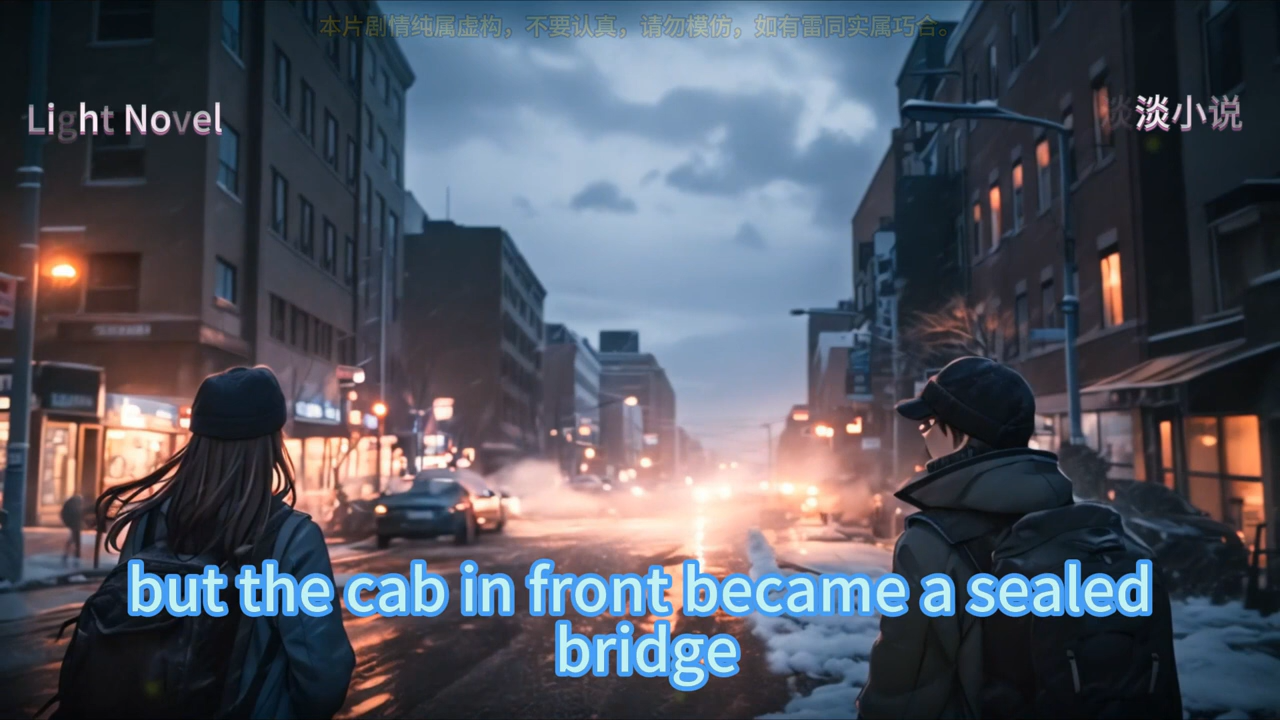 本片剧情纯属虚构，不要认真，请勿模仿，如有雷同实属巧合。
Light Novel
淡淡小说
but the cab in front became a sealed
bridge